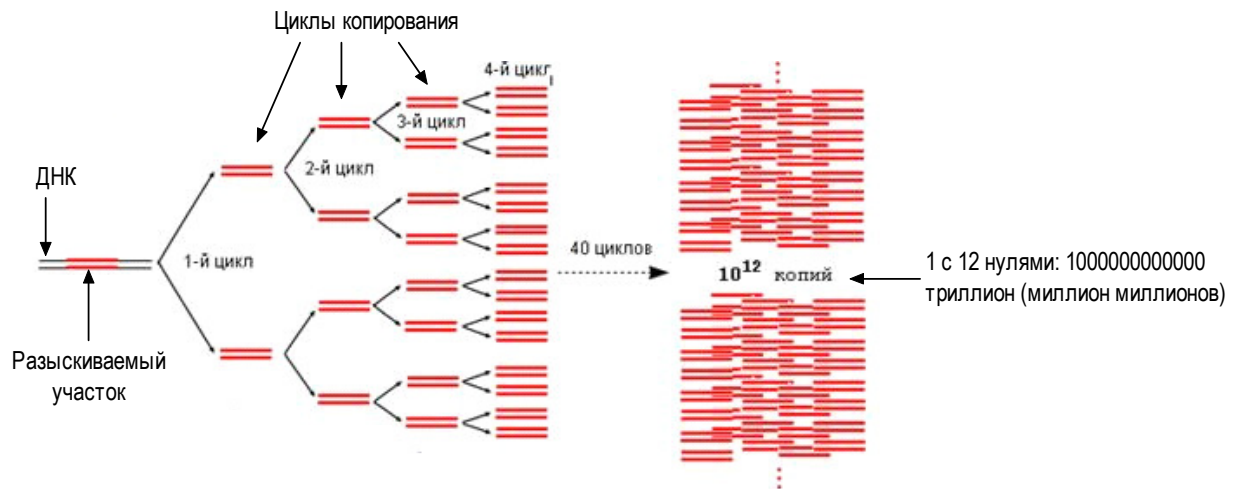 Циклы копирования
4-й цикл
3-й цикл
ДНК
2-й цикл
1-й цикл
40 циклов
10¹² копий
1 с 12 нулями: 1000000000000
триллион (миллион миллионов)
Разыскиваемый
участок